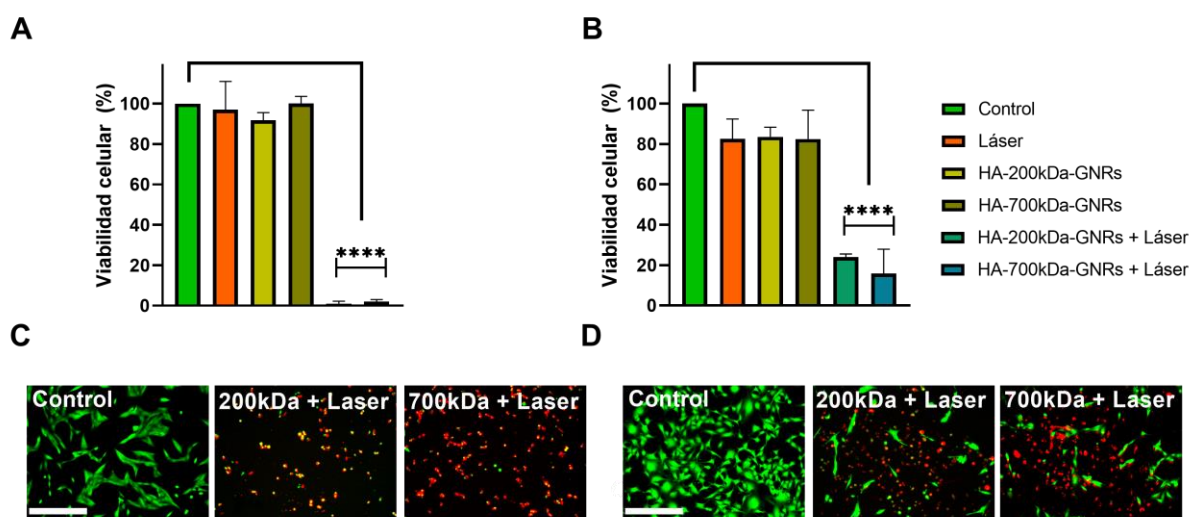 A
Viabilidad celular (%)
100
80
60
40
20
0
****
B
Viabilidad celular (%)
100
80
60
40
20
0
****
Control
Láser
HA-200kDa-GNRs
HA-700kDa-GNRs
HA-200kDa-GNRs + Láser
HA-700kDa-GNRs + Láser
C
Control
200kDa + Laser
700kDa + Laser
D
Control
200kDa + Laser
700kDa + Laser